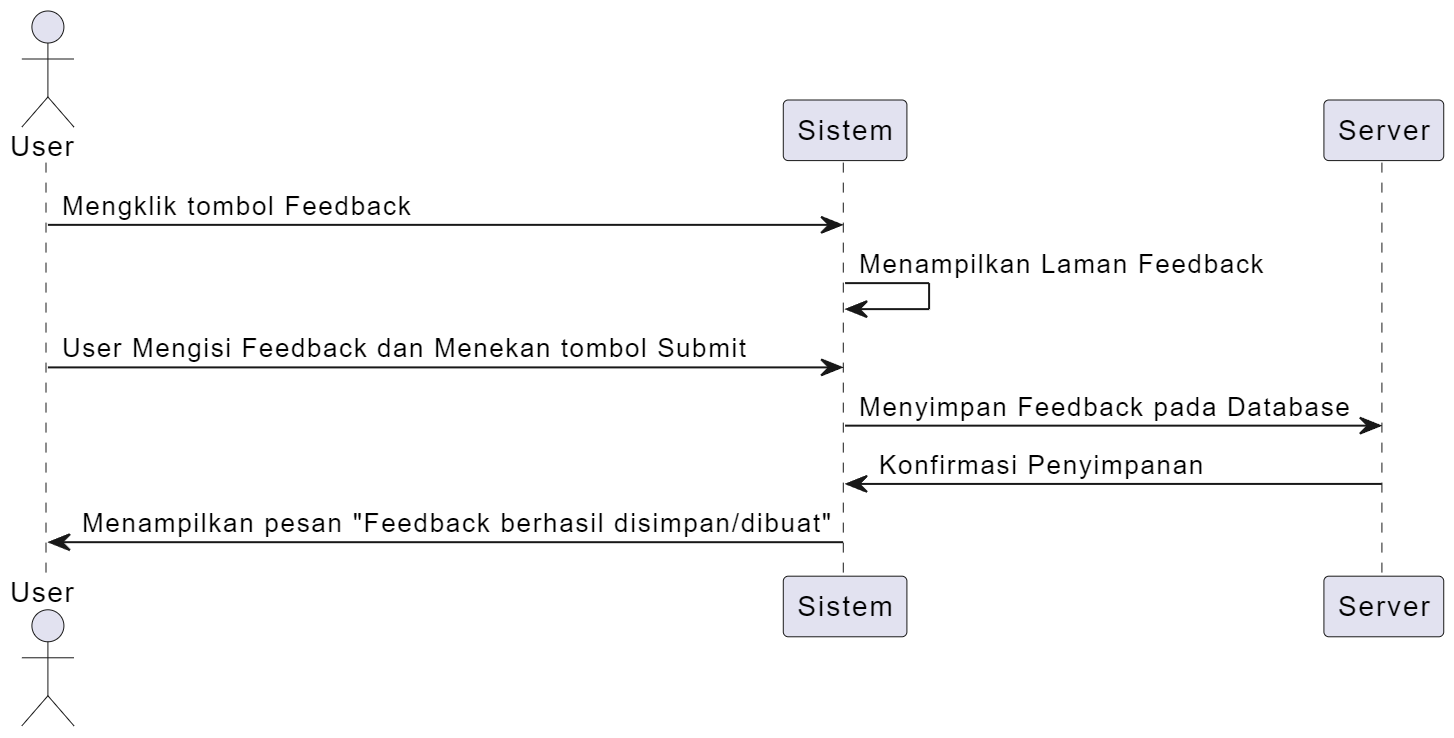 User
Sistem
Server
Mengklik tombol Feedback
Menampilkan Laman Feedback
User Mengisi Feedback dan Menekan tombol Submit
Menyimpan Feedback pada Database
Konfirmasi Penyimpanan
Menampilkan pesan "Feedback berhasil disimpan/dibuat"
User
Sistem
Server